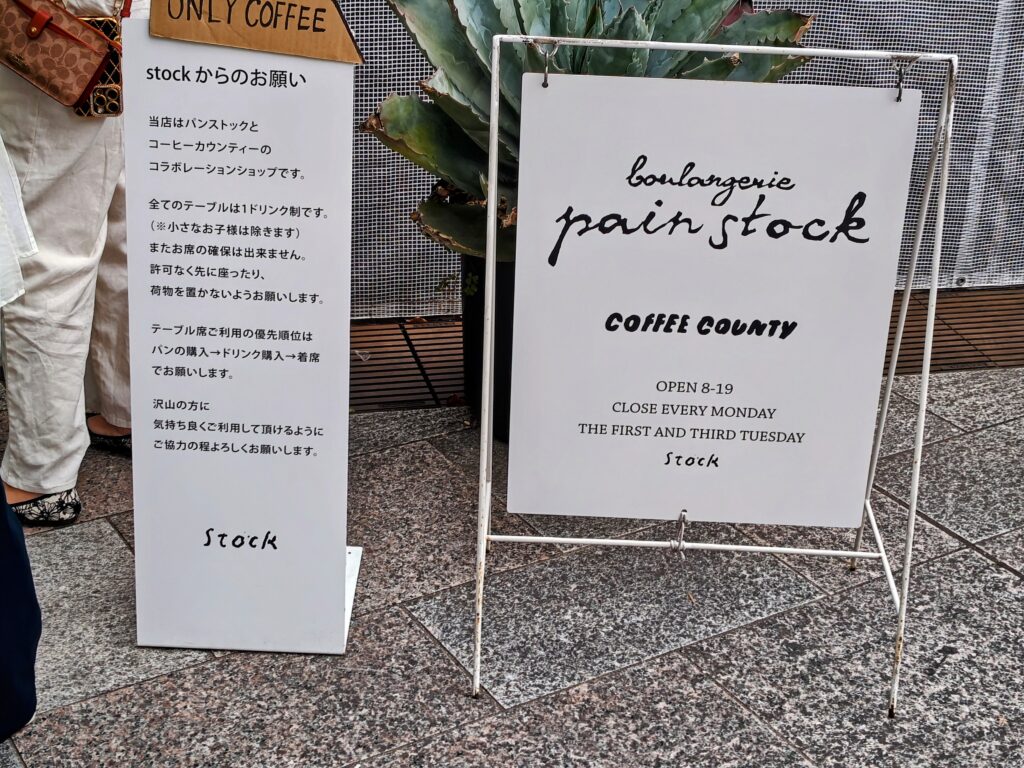 ONLY COFFEE
stockからのお願い
当店はパンストックと
コーヒーカウンティーの
コラボレーションショップです。
全てのテーブルは1ドリンク制です。
（※小さなお子様は除きます）
またお席の確保は出来ません。
許可なく先に座ったり、
荷物を置かないようお願いします。
テーブル席ご利用の優先順位は
パンの購入→ドリンク購入→着席
でお願いします。
沢山の方に
気持ち良くご利用して頂けるように
ご協力の程よろしくお願いします。
stock
boulangerie
pain stock
COFFEE COUNTY
OPEN 8-19
CLOSE EVERY MONDAY
THE FIRST AND THIRD TUESDAY
stock